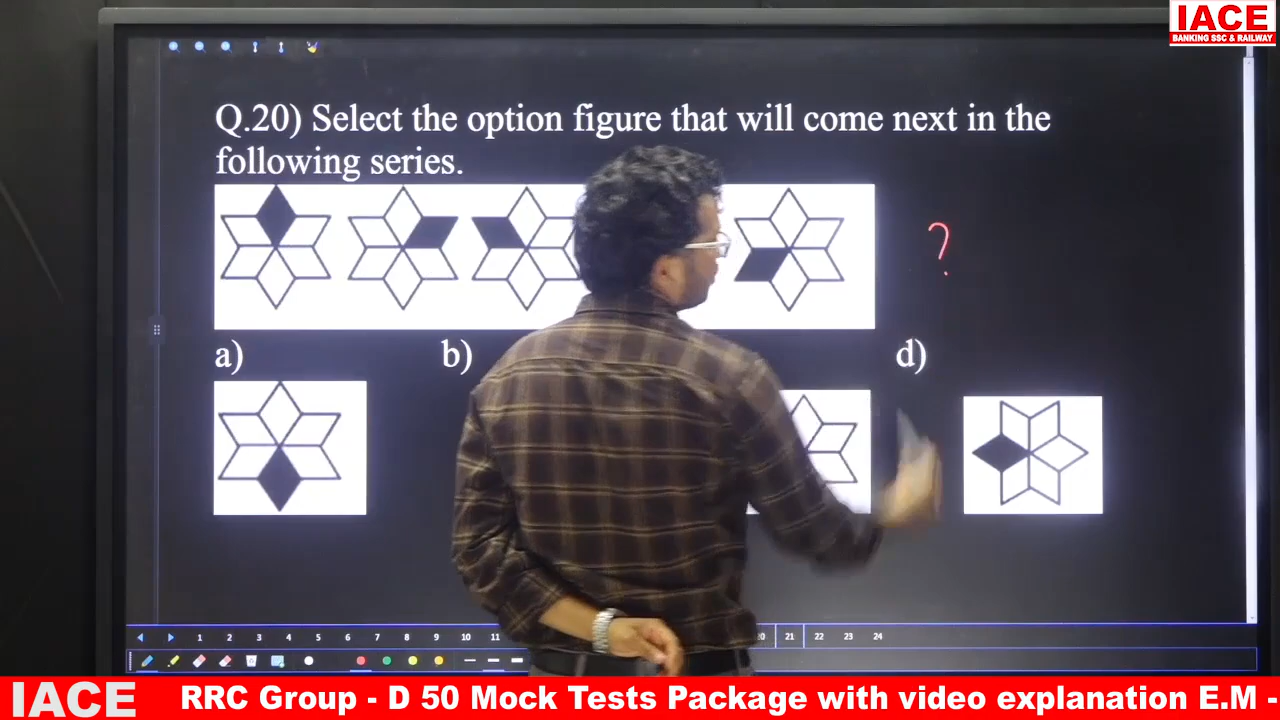 IACE
BANKING SSC & RAILWAY
Q.20) Select the option figure that will come next in the
following series.
?
a) b) d)
1 2 3 4 5 6 7 8 9 10 11 20 21 22 23 24
IACE RRC Group - D 50 Mock Tests Package with video explanation E.M -